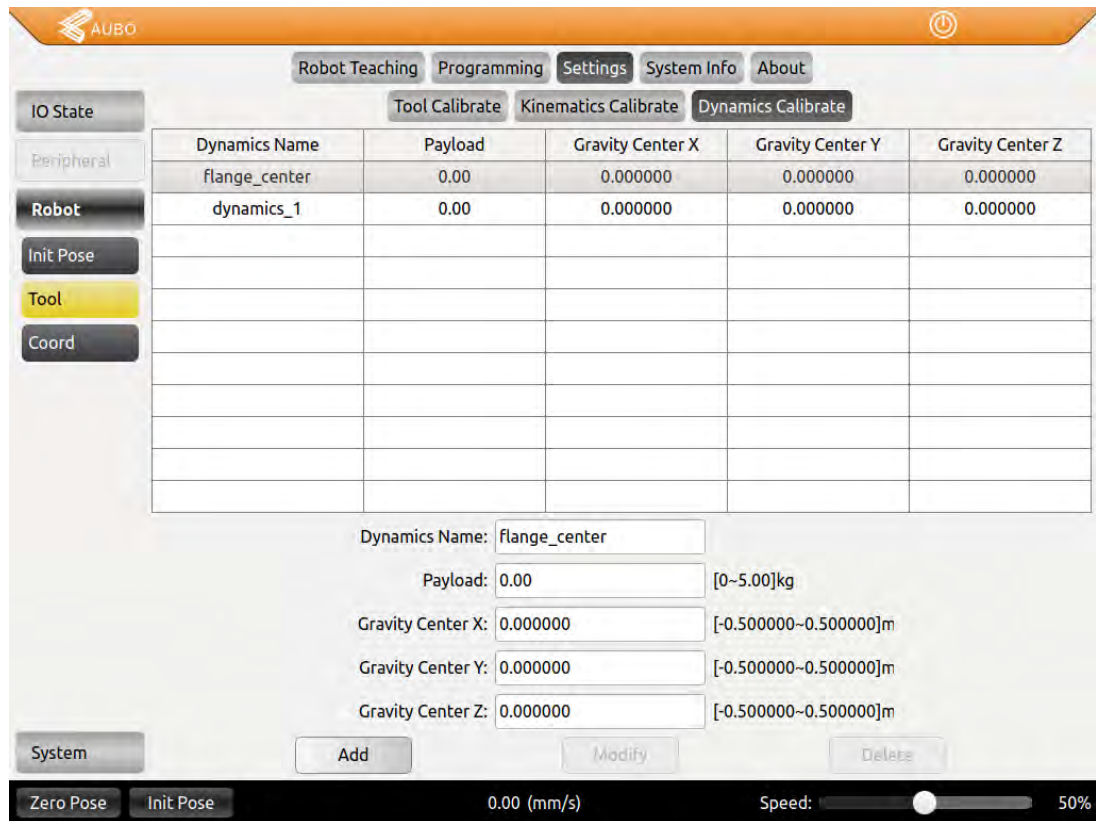 AUBO
Robot Teaching Programming Settings System Info About
IO State
Tool Calibrate Kinematics Calibrate Dynamics Calibrate
Peripheral
Dynamics Name Payload Gravity Center X Gravity Center Y Gravity Center Z
flange_center 0.00 0.000000 0.000000 0.000000
Robot
dynamics_1 0.00 0.000000 0.000000 0.000000
Init Pose
Tool
Coord
Dynamics Name: flange_center
Payload: 0.00 [0~5.00]kg
Gravity Center X: 0.000000 [-0.500000~0.500000]m
Gravity Center Y: 0.000000 [-0.500000~0.500000]m
Gravity Center Z: 0.000000 [-0.500000~0.500000]m
System
Add Modify Delete
Zero Pose Init Pose 0.00 (mm/s) Speed: 50%